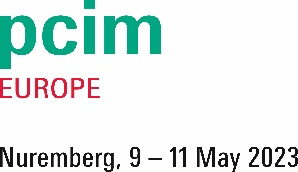 pcim
EUROPE
Nuremberg, 9 – 11 May 2023